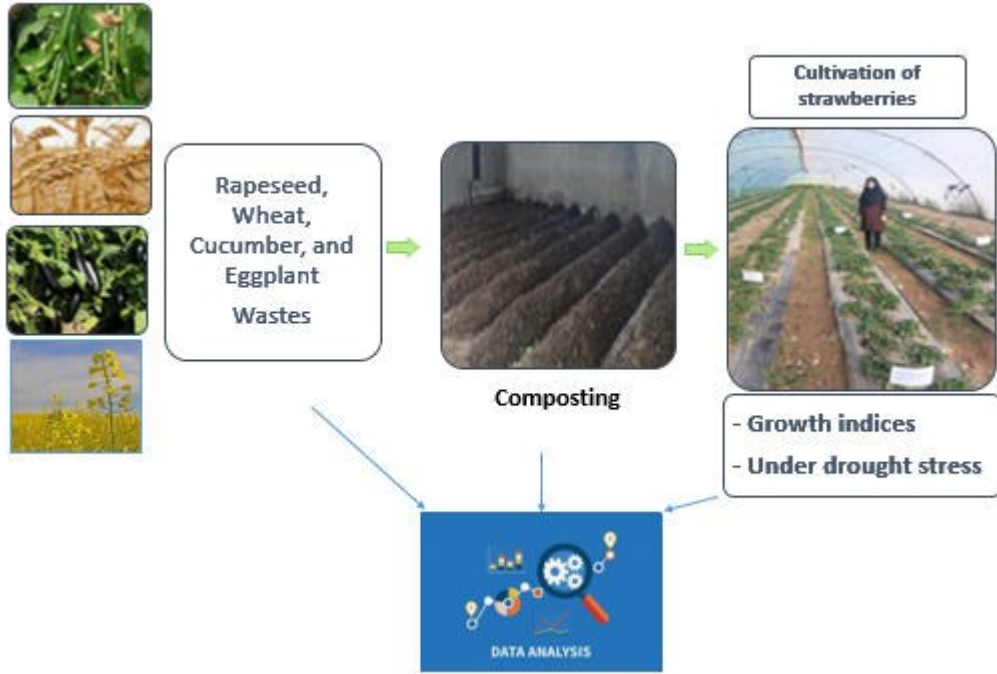 Rapeseed,
Wheat,
Cucumber, and
Eggplant
Wastes
Composting
Cultivation of
strawberries
- Growth indices
- Under drought stress
DATA ANALYSIS